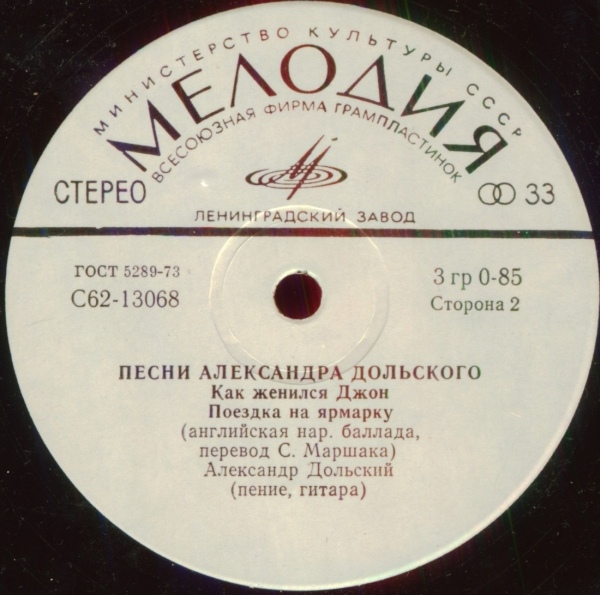 МИНИСТЕРСТВО КУЛЬТУРЫ СССР
МЕЛОДИЯ
ВСЕСОЮЗНАЯ ФИРМА ГРАМПЛАСТИНОК
СТЕРЕО
33
ЛЕНИНГРАДСКИЙ ЗАВОД
ГОСТ 5289-73
С62-13068
3 гр 0-85
Сторона 2
ПЕСНИ АЛЕКСАНДРА ДОЛЬСКОГО
Как женился Джон
Поездка на ярмарку
(английская нар. баллада,
перевод С. Маршака)
Александр Дольский
(пение, гитара)